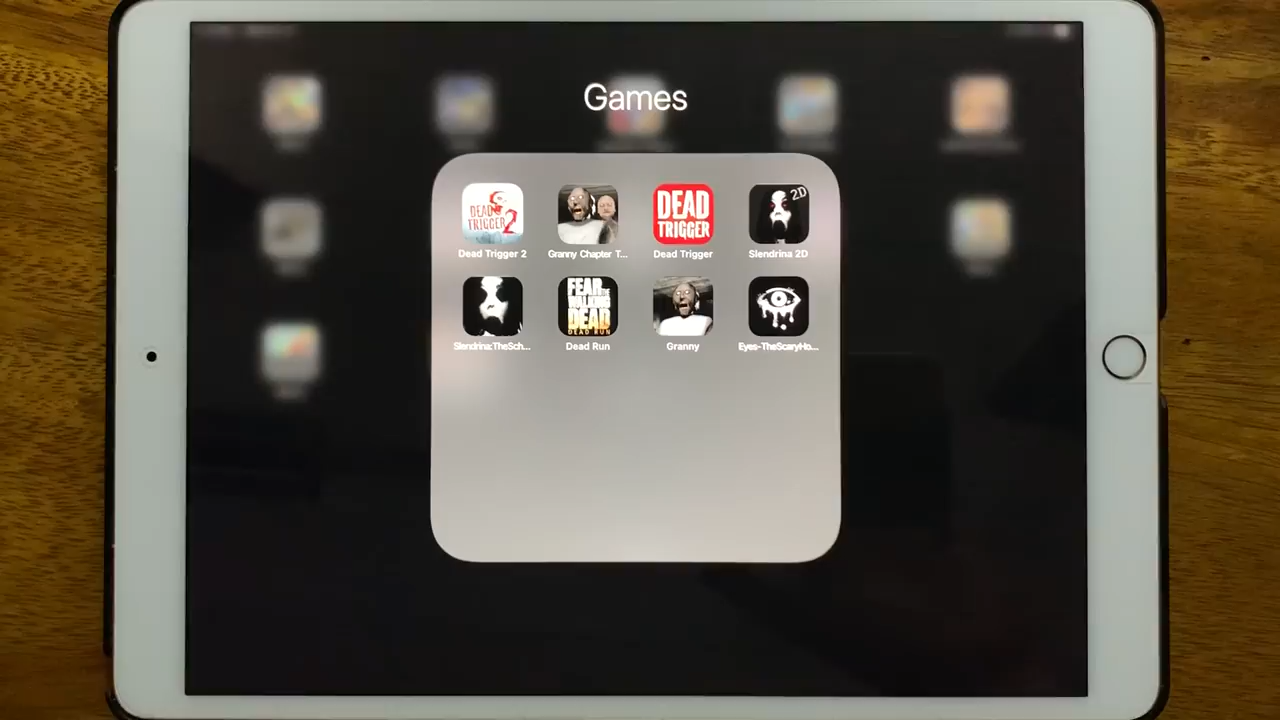 Games
DEAD
TRIGGER
2
2D
DEAD
TRIGGER
Dead Trigger 2
Granny Chapter T...
Dead Trigger
Slendrina 2D
FEAR THE
WALKING
DEAD
DEAD RUN
Slendrina:TheSch...
Dead Run
Granny
Eyes-TheScaryHo...